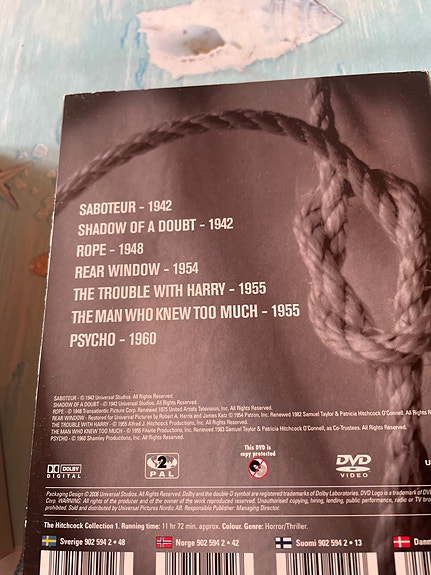 SABOTEUR - 1942
SHADOW OF A DOUBT - 1942
ROPE - 1948
REAR WINDOW - 1954
THE TROUBLE WITH HARRY - 1955
THE MAN WHO KNEW TOO MUCH - 1955
PSYCHO - 1960
SABOTEUR - © 1942 Universal Studios. All Rights Reserved.
SHADOW OF A DOUBT - © 1942 Universal Studios. All Rights Reserved.
ROPE - © 1948 Transatlantic Picture Corp. Renewed 1975 United Artists Television, Inc. All Rights Reserved.
REAR WINDOW - Restored for Universal Pictures by Robert A. Harris and James Katz © 1954 Patron, Inc. Renewed 1982 Samuel Taylor & Patricia Hitchcock O'Connell. All
THE TROUBLE WITH HARRY - © 1955 Alfred J. Hitchcock Productions, Inc. All Rights Reserved.
THE MAN WHO KNEW TOO MUCH - © 1955 Filwite Productions, Inc. Renewed 1983 Samuel Taylor & Patricia Hitchcock O'Connell, as Co-Trustees. All Rights Reserved.
PSYCHO - © 1960 Shamley Productions, Inc. All Rights Reserved.
DOLBY
DIGITAL
2
PAL
This DVD is
copy protected
DVD
VIDEO
Packaging Design © 2006 Universal Studios. All Rights Reserved. Dolby and the double-D symbol are registered trademarks of Dolby Laboratories. DVD Logo is a trademark of DVD
Corp. WARNING: All rights of the producer and of the owner of the work reproduced reserved. Unauthorised copying, hiring, lending, public performance, radio or TV
prohibited. Sold and distributed by Universal Pictures Nordic AB. Responsible Publisher: Managing Director.
The Hitchcock Collection 1. Running time: 11 hr 72 min. approx. Colour. Genre: Horror/Thriller.
Sverige 902 594 2 • 48
Norge 902 594 2 • 42
Suomi 902 594 2 • 13